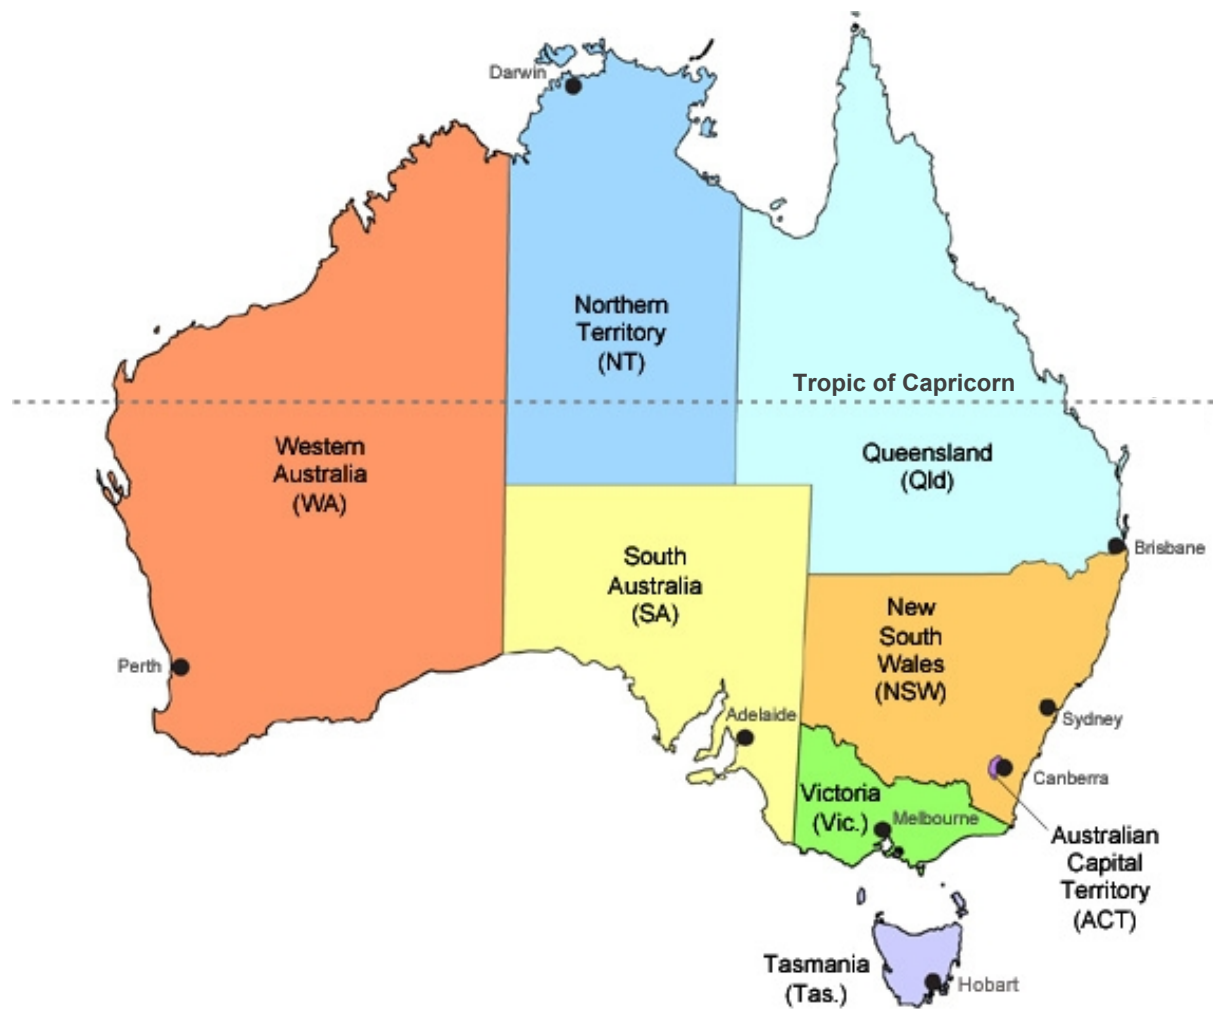 Darwin
Northern
Territory
(NT)
Tropic of Capricorn
Western
Australia
(WA)
Queensland
(Qld)
South
Australia
(SA)
Brisbane
New
South
Wales
(NSW)
Perth
Adelaide
Sydney
Canberra
Victoria
(Vic.)
Melbourne
Australian
Capital
Territory
(ACT)
Tasmania
(Tas.)
Hobart